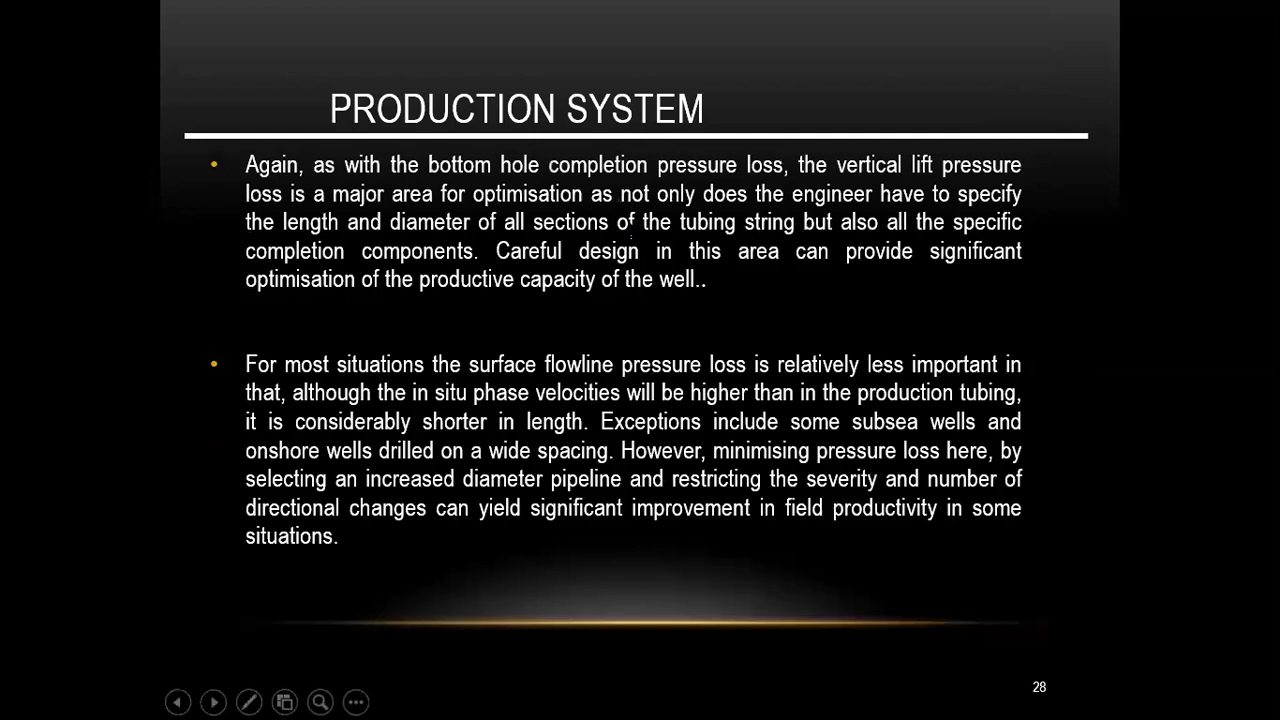 PRODUCTION SYSTEM
• Again, as with the bottom hole completion pressure loss, the vertical lift pressure
loss is a major area for optimisation as not only does the engineer have to specify
the length and diameter of all sections of the tubing string but also all the specific
completion components. Careful design in this area can provide significant
optimisation of the productive capacity of the well..
• For most situations the surface flowline pressure loss is relatively less important in
that, although the in situ phase velocities will be higher than in the production tubing,
it is considerably shorter in length. Exceptions include some subsea wells and
onshore wells drilled on a wide spacing. However, minimising pressure loss here, by
selecting an increased diameter pipeline and restricting the severity and number of
directional changes can yield significant improvement in field productivity in some
situations.
28